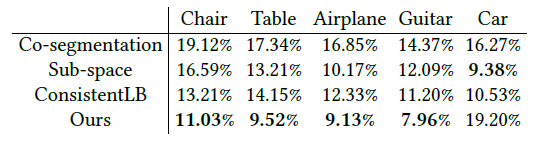 Chair Table Airplane Guitar Car
Co-segmentation 19.12% 17.34% 16.85% 14.37% 16.27%
Sub-space 16.59% 13.21% 10.17% 12.09% 9.38%
ConsistentLB 13.21% 14.15% 12.33% 11.20% 10.53%
Ours 11.03% 9.52% 9.13% 7.96% 19.20%